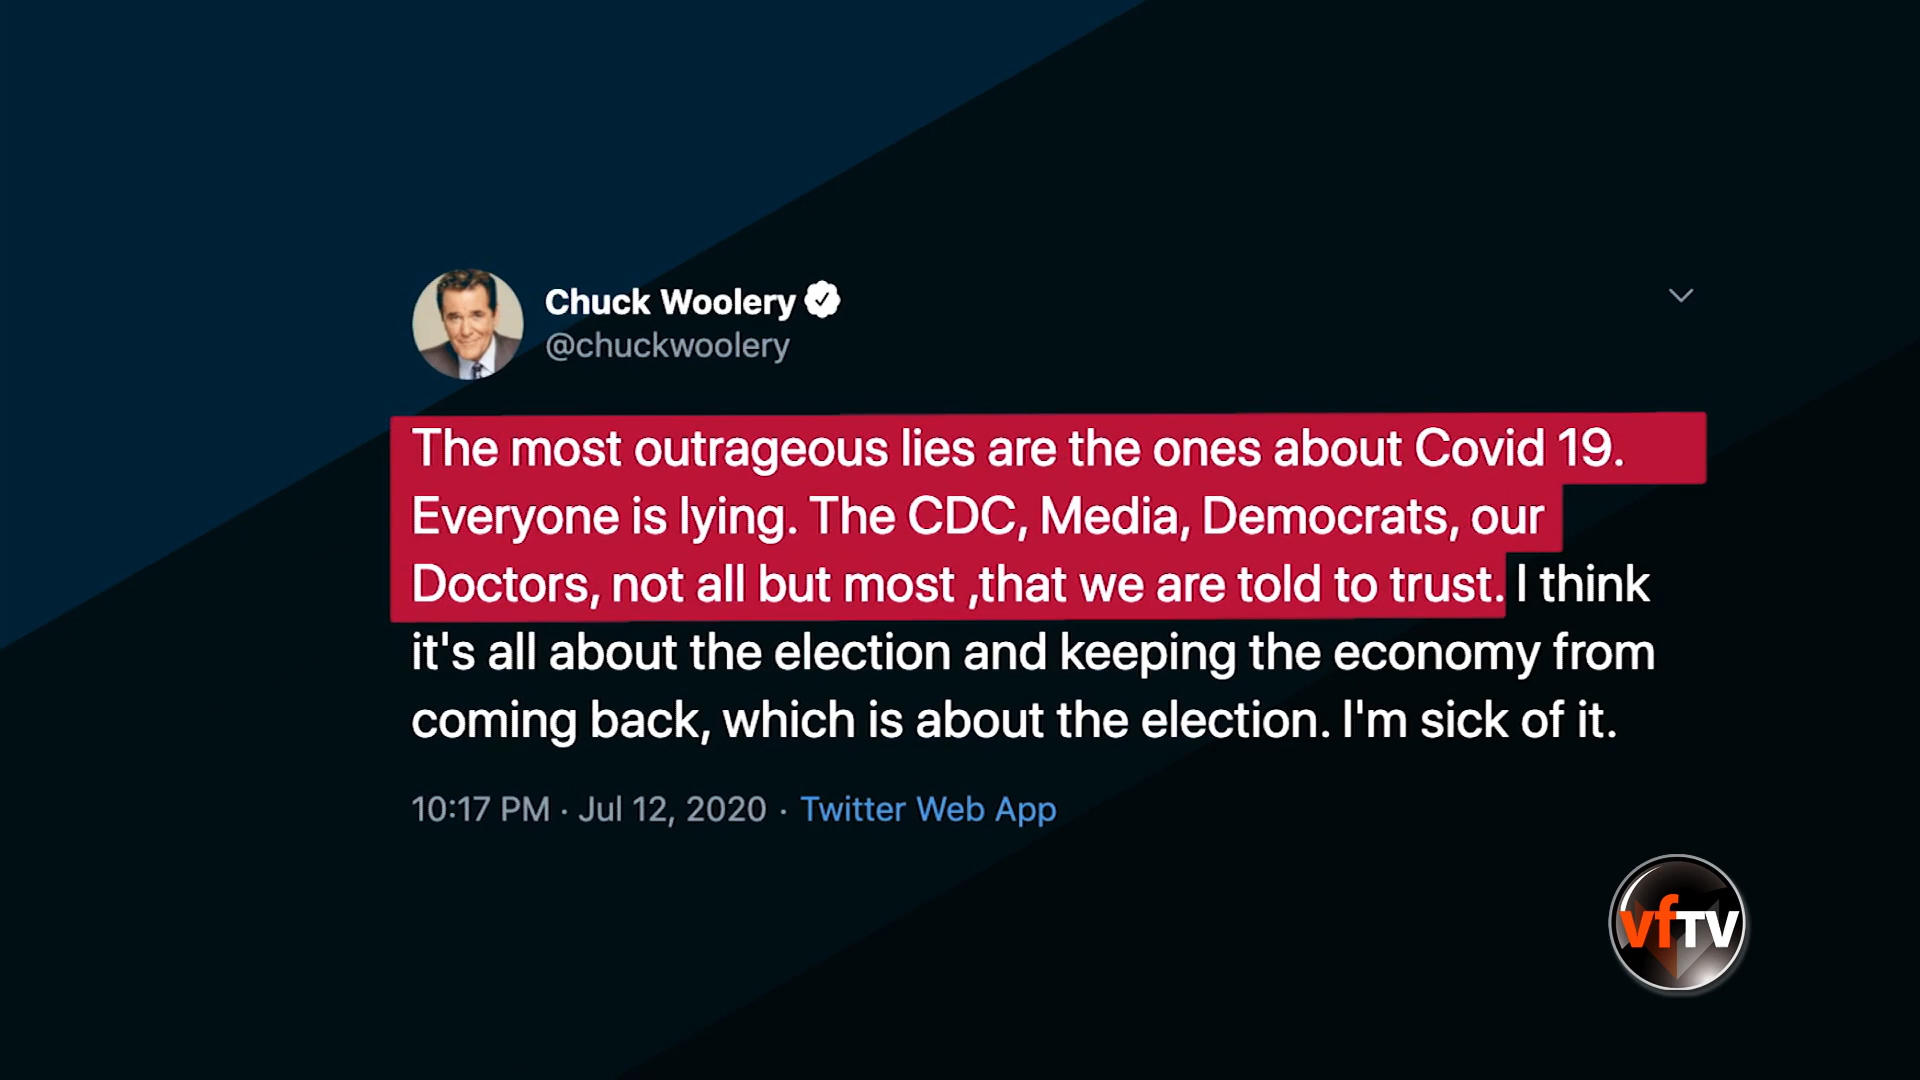 Chuck Woolery
@chuckwoolery
The most outrageous lies are the ones about Covid 19.
Everyone is lying. The CDC, Media, Democrats, our
Doctors, not all but most ,that we are told to trust. I think
it's all about the election and keeping the economy from
coming back, which is about the election. I'm sick of it.
10:17 PM · Jul 12, 2020 · Twitter Web App
vfTV